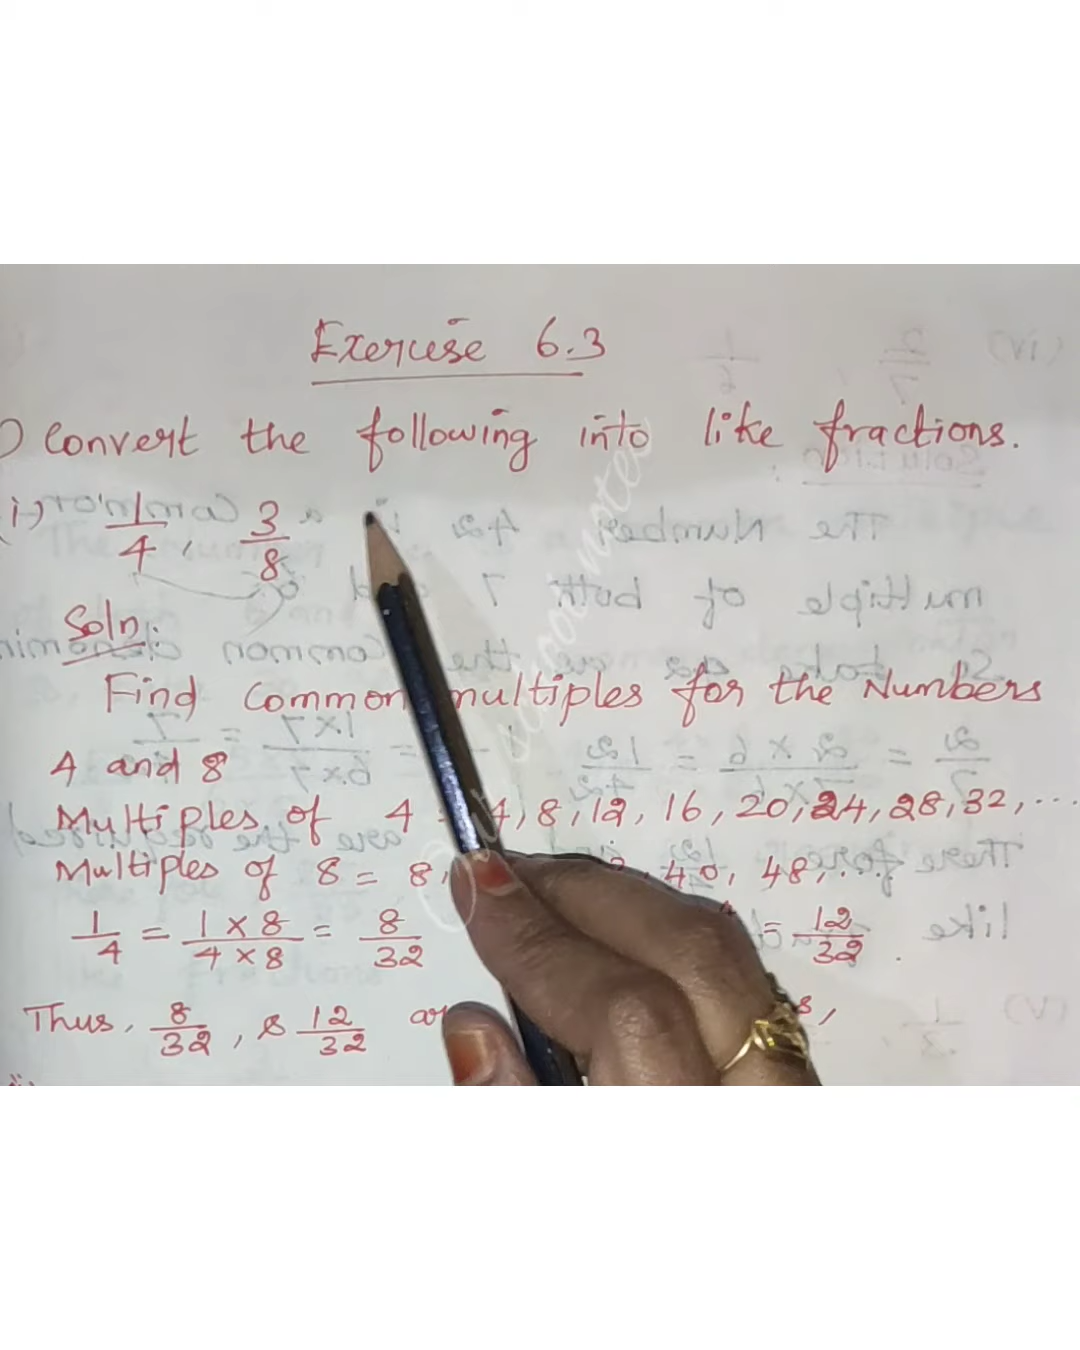 Exercise 6.3
1) Convert the following into like fractions.
(i) 1/4, 3/8
Soln:
Find common multiples for the Numbers
4 and 8
Multiples of 4 = 4, 8, 12, 16, 20, 24, 28, 32, ...
Multiples of 8 = 8, 40, 48, ...
1/4 = 1 × 8 / 4 × 8 = 8/32 = 12/32.
Thus, 8/32, & 12/32